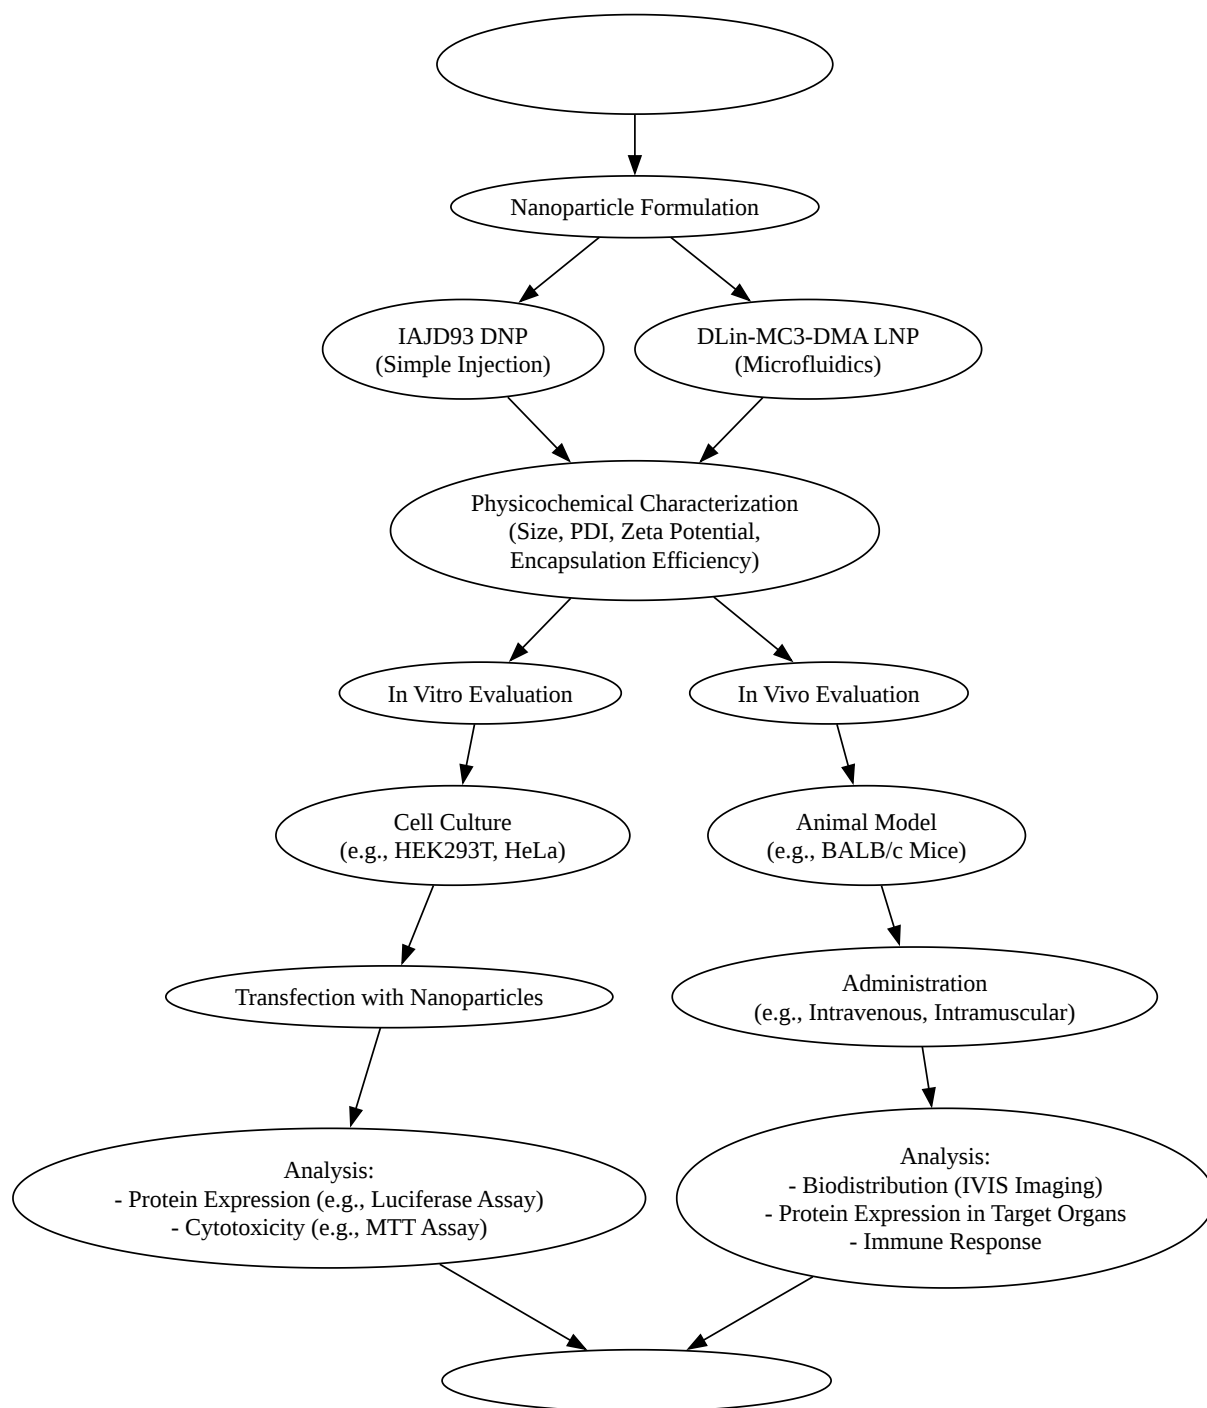 Nanoparticle Formulation
IAJD93 DNP
(Simple Injection)
DLin-MC3-DMA LNP
(Microfluidics)
Physicochemical Characterization
(Size, PDI, Zeta Potential,
Encapsulation Efficiency)
In Vitro Evaluation
In Vivo Evaluation
Cell Culture
(e.g., HEK293T, HeLa)
Animal Model
(e.g., BALB/c Mice)
Transfection with Nanoparticles
Administration
(e.g., Intravenous, Intramuscular)
Analysis:
- Protein Expression (e.g., Luciferase Assay)
- Cytotoxicity (e.g., MTT Assay)
Analysis:
- Biodistribution (IVIS Imaging)
- Protein Expression in Target Organs
- Immune Response